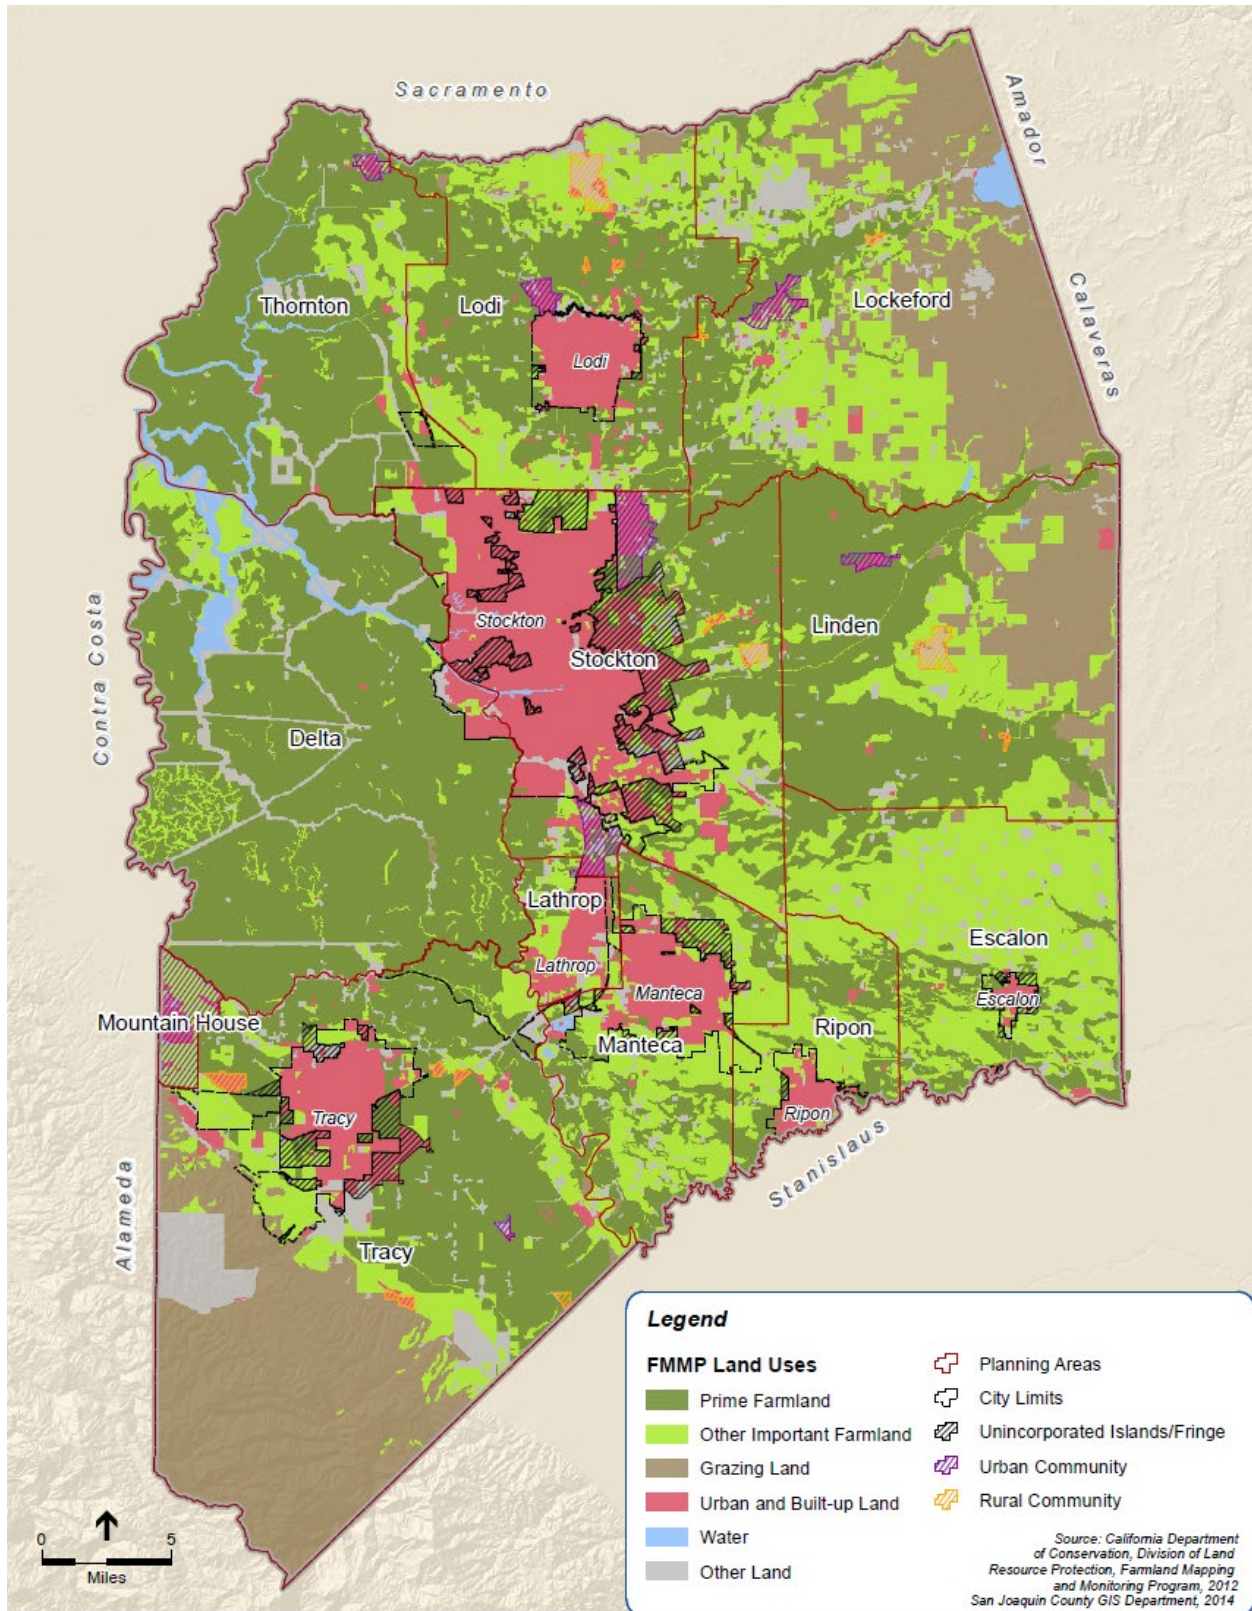 Sacramento
Amador
Thornton
Lodi
Lockeford
Calaveras
Lodi
Contra Costa
Stockton
Stockton
Linden
Delta
Lathrop
Lathrop
Manteca
Escalon
Escalon
Mountain House
Manteca
Ripon
Ripon
Tracy
Stanislaus
Alameda
Tracy
0 5
Miles
Legend
FMMP Land Uses
Prime Farmland
Other Important Farmland
Grazing Land
Urban and Built-up Land
Water
Other Land
Planning Areas
City Limits
Unincorporated Islands/Fringe
Urban Community
Rural Community
Source: California Department
of Conservation, Division of Land
Resource Protection, Farmland Mapping
and Monitoring Program, 2012
San Joaquin County GIS Department, 2014